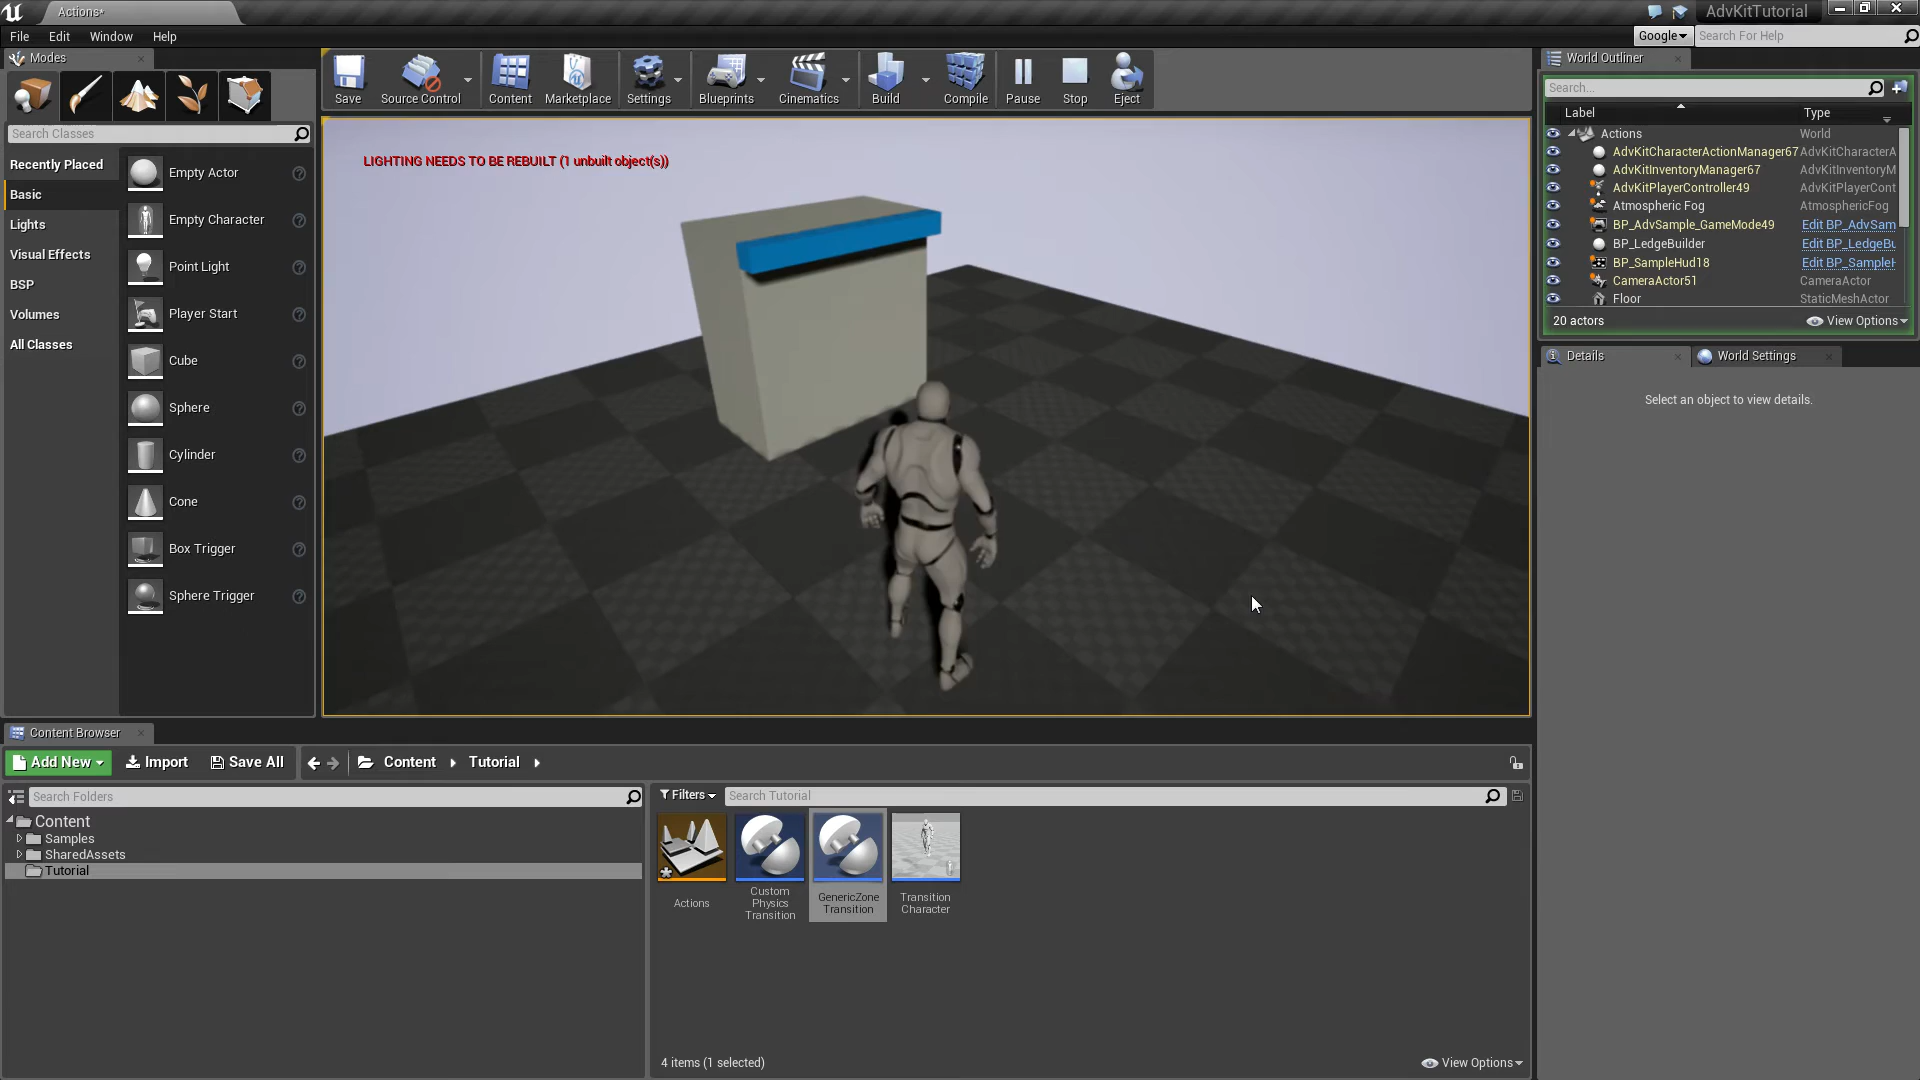 Actions*
AdvKitTutorial
File Edit Window Help
Google Search For Help
Modes
Search Classes
Recently Placed
Basic
Lights
Visual Effects
BSP
Volumes
All Classes
Empty Actor
Empty Character
Point Light
Player Start
Cube
Sphere
Cylinder
Cone
Box Trigger
Sphere Trigger
Save Source Control Content Marketplace Settings Blueprints Cinematics Build Compile Pause Stop Eject
LIGHTING NEEDS TO BE REBUILT (1 unbuilt object(s))
World Outliner
Search...
Label Type
Actions World
AdvKitCharacterActionManager67 AdvKitCharacterA
AdvKitInventoryManager67 AdvKitInventoryM
AdvKitPlayerController49 AdvKitPlayerCont
Atmospheric Fog AtmosphericFog
BP_AdvSample_GameMode49 Edit BP_AdvSam
BP_LedgeBuilder Edit BP_LedgeBu
BP_SampleHud18 Edit BP_SampleH
CameraActor51 CameraActor
Floor StaticMeshActor
20 actors View Options
Details World Settings
Select an object to view details.
Content Browser
Add New Import Save All Content Tutorial
Search Folders
Content
Samples
SharedAssets
Tutorial
Filters Search Tutorial
Actions
Custom
Physics
Transition
GenericZone
Transition
Transition
Character
4 items (1 selected) View Options